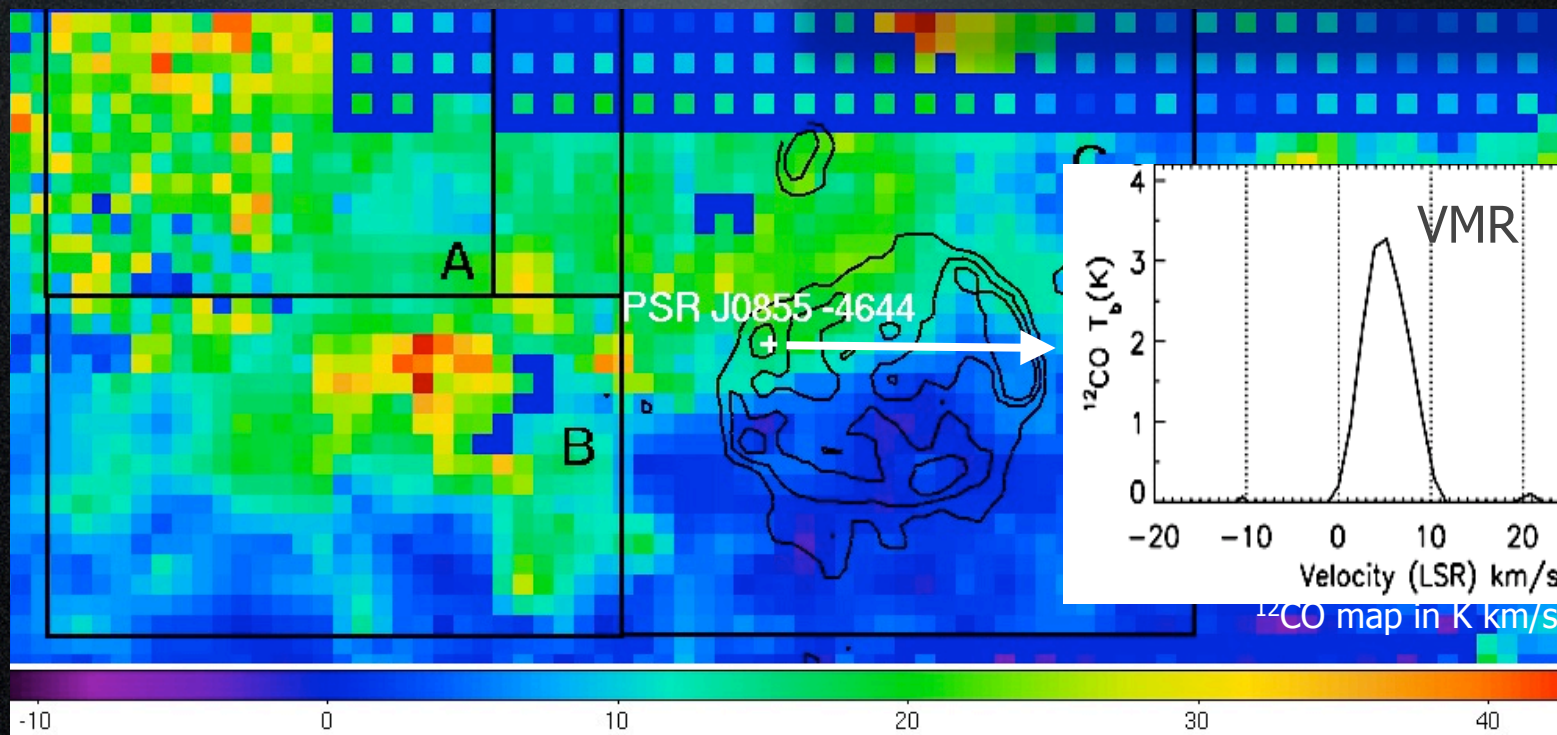 A
C
PSR J0855 -4644
B
VMR
¹²CO T_b(K)
4
3
2
1
0
-20 -10 0 10 20
Velocity (LSR) km/s
¹²CO map in K km/s
-10 0 10 20 30 40